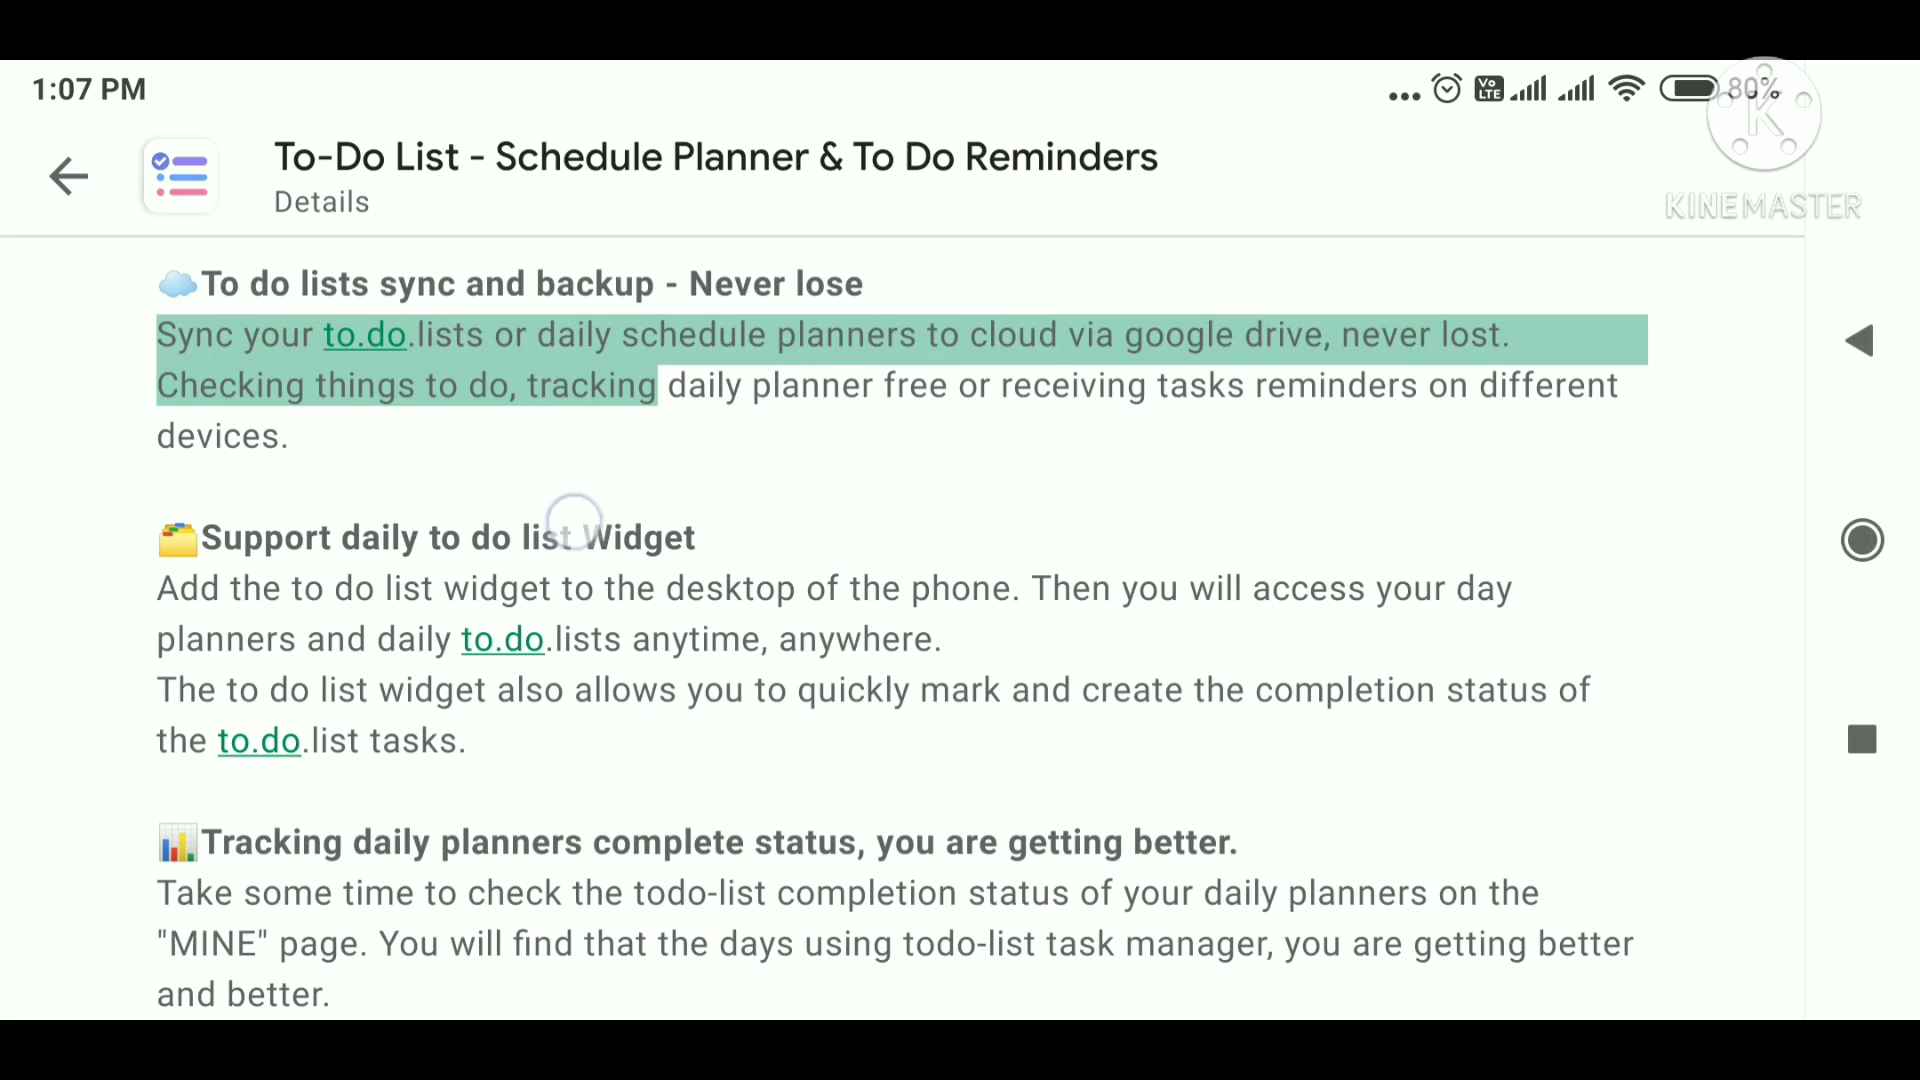 1:07 PM
Vo LTE
80%
To-Do List - Schedule Planner & To Do Reminders
Details
K
KINEMASTER
To do lists sync and backup - Never lose
Sync your to.do.lists or daily schedule planners to cloud via google drive, never lost.
Checking things to do, tracking daily planner free or receiving tasks reminders on different
devices.
Support daily to do list Widget
Add the to do list widget to the desktop of the phone. Then you will access your day
planners and daily to.do.lists anytime, anywhere.
The to do list widget also allows you to quickly mark and create the completion status of
the to.do.list tasks.
Tracking daily planners complete status, you are getting better.
Take some time to check the todo-list completion status of your daily planners on the
"MINE" page. You will find that the days using todo-list task manager, you are getting better
and better.